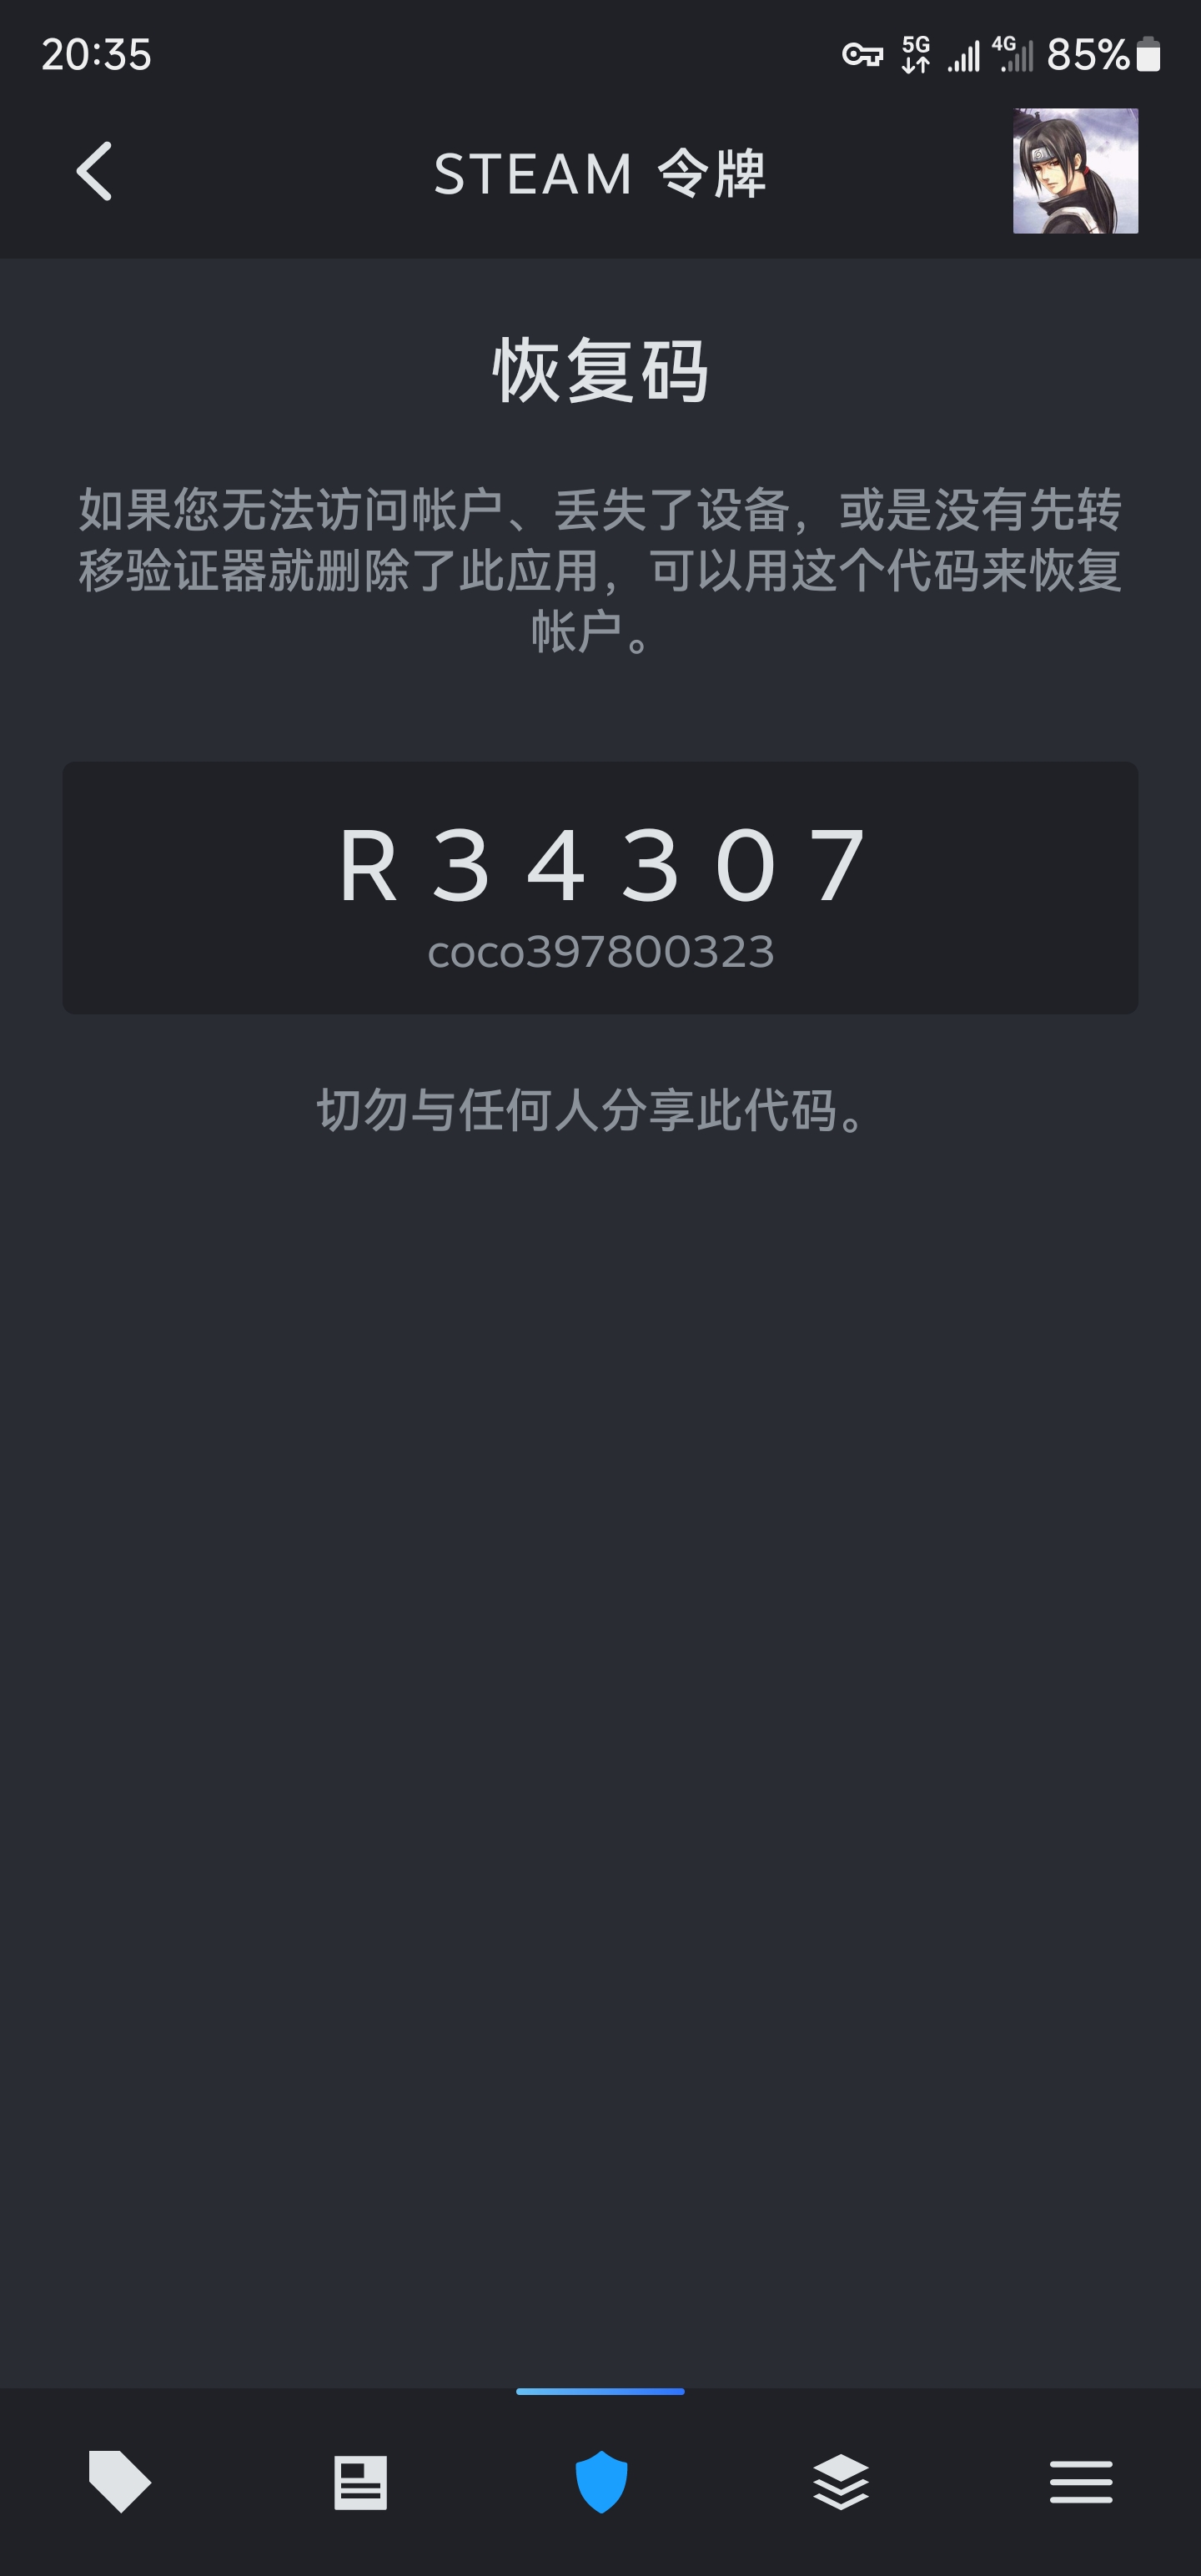 20:35
5G
4G
85%
STEAM 令牌
恢复码
如果您无法访问帐户、丢失了设备，或是没有先转
移验证器就删除了此应用，可以用这个代码来恢复
帐户。
R34307
coco397800323
切勿与任何人分享此代码。